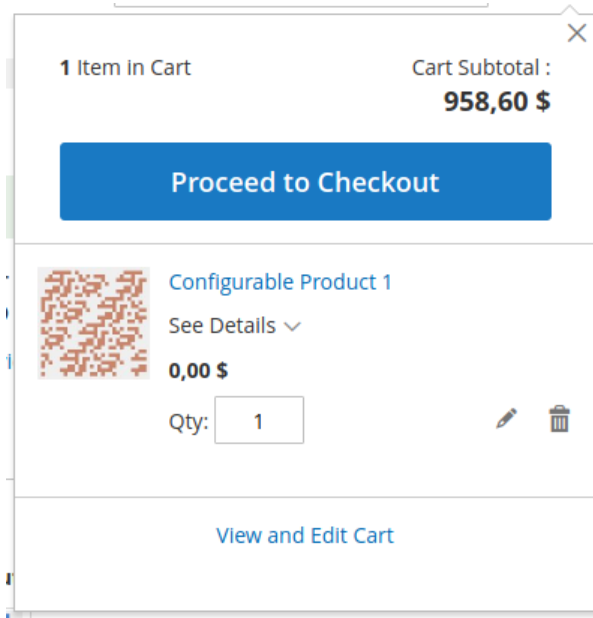 1 Item in Cart
Cart Subtotal :
958,60 $
Proceed to Checkout
Configurable Product 1
See Details
0,00 $
Qty: 1
View and Edit Cart